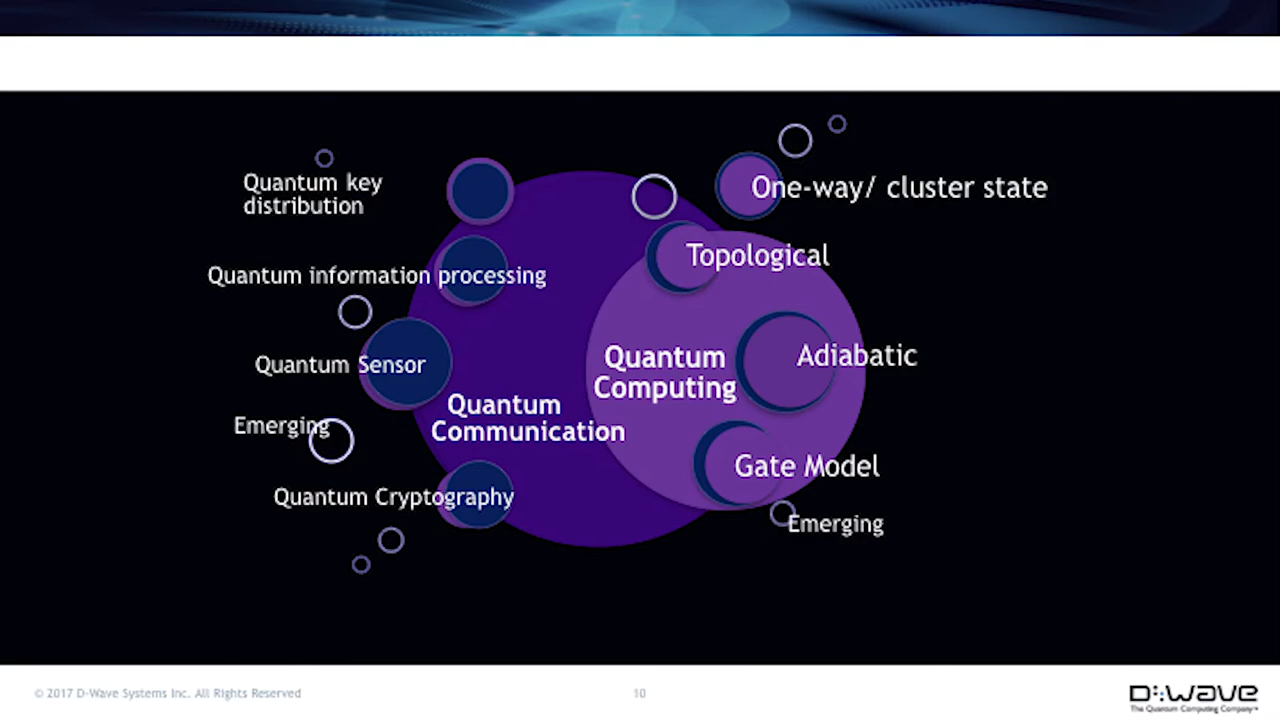 Quantum key
distribution
One-way/ cluster state
Topological
Quantum information processing
Quantum
Computing
Adiabatic
Quantum Sensor
Quantum
Communication
Emerging
Gate Model
Quantum Cryptography
Emerging
© 2017 D-Wave Systems Inc. All Rights Reserved
10
D:Wave
The Quantum Computing Company™